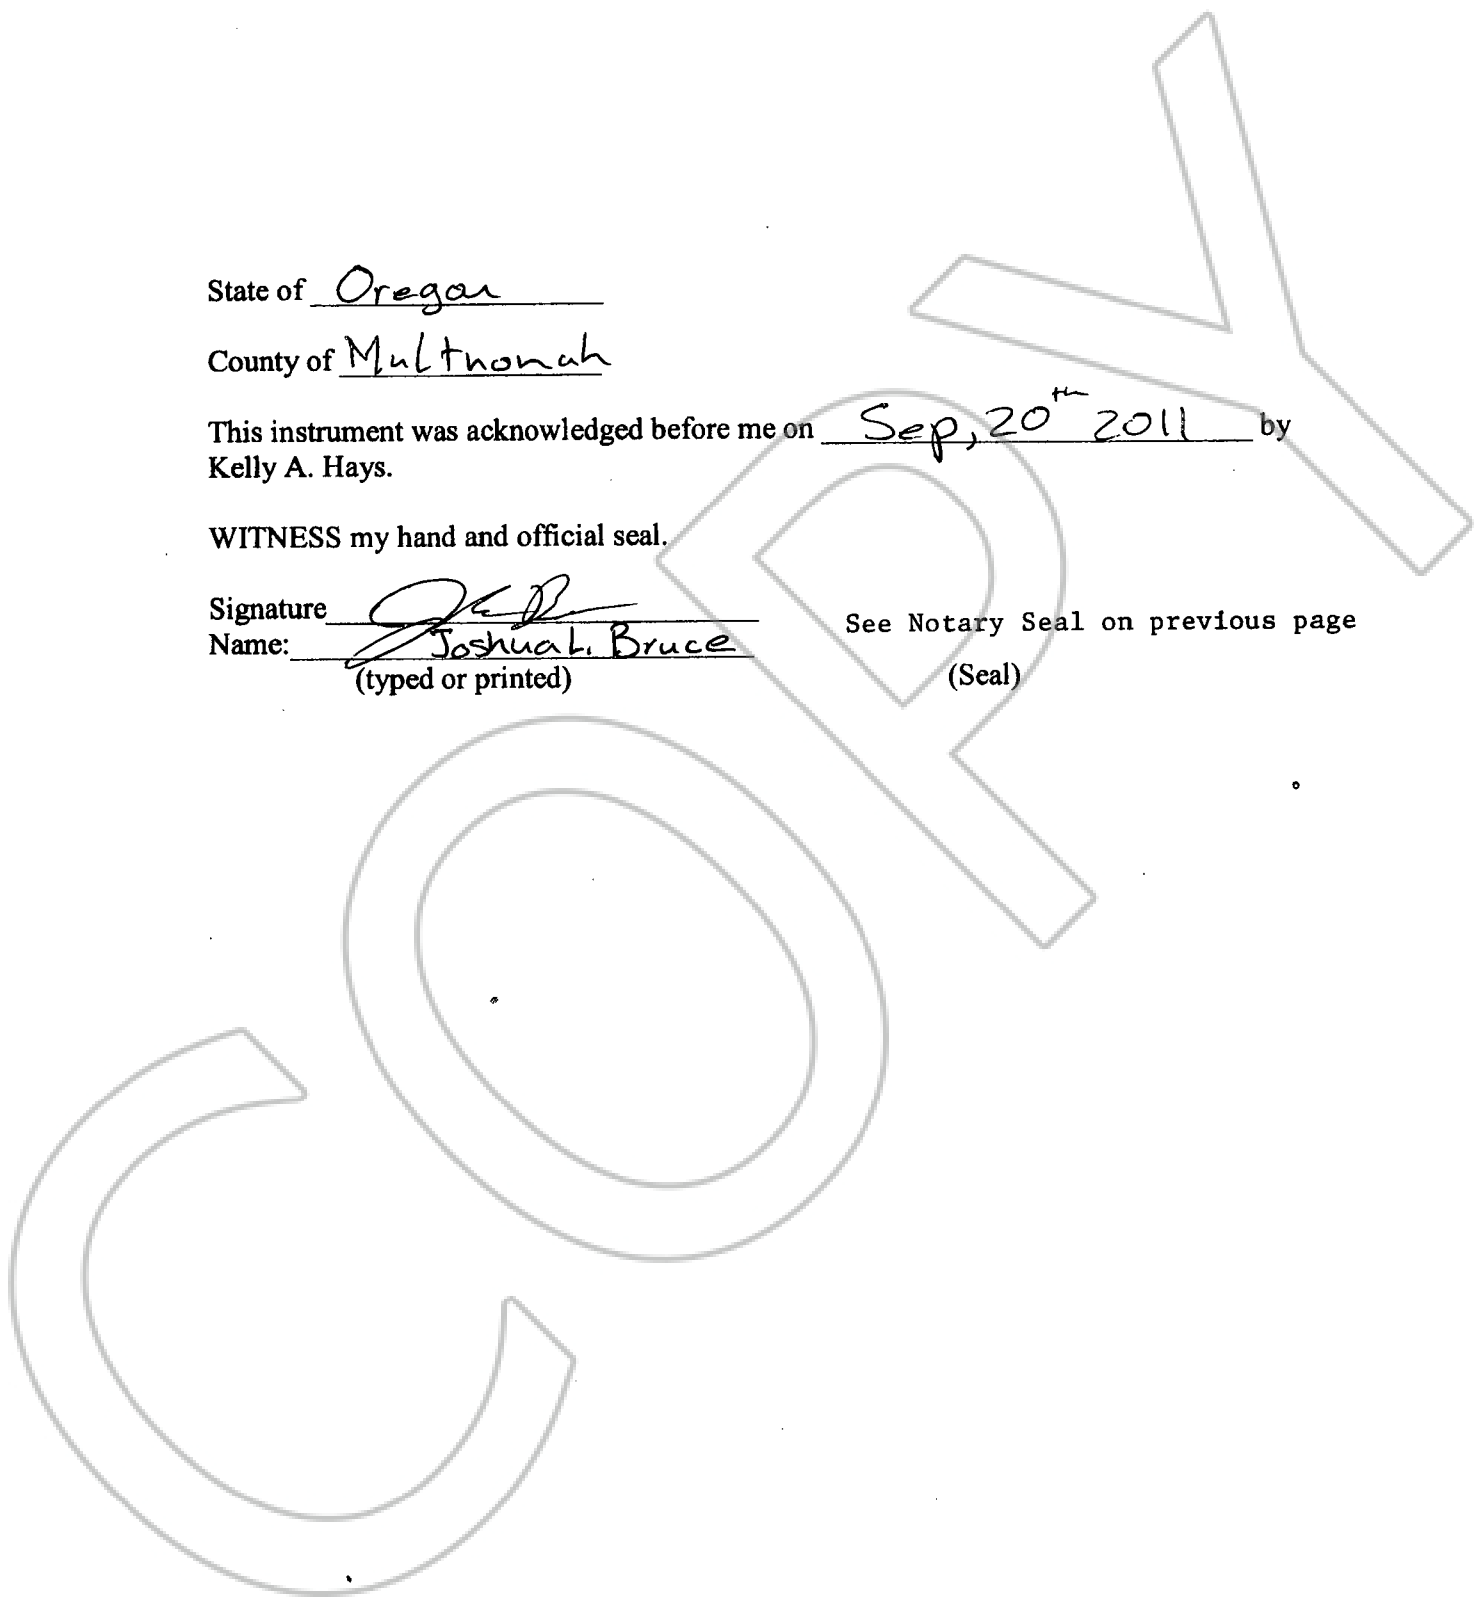 State of Oregon
County of Multnomah
This instrument was acknowledged before me on Sep, 20th 2011 by
Kelly A. Hays.
WITNESS my hand and official seal.
Signature
Name: Joshua L. Bruce
(typed or printed)
See Notary Seal on previous page
(Seal)
COPY